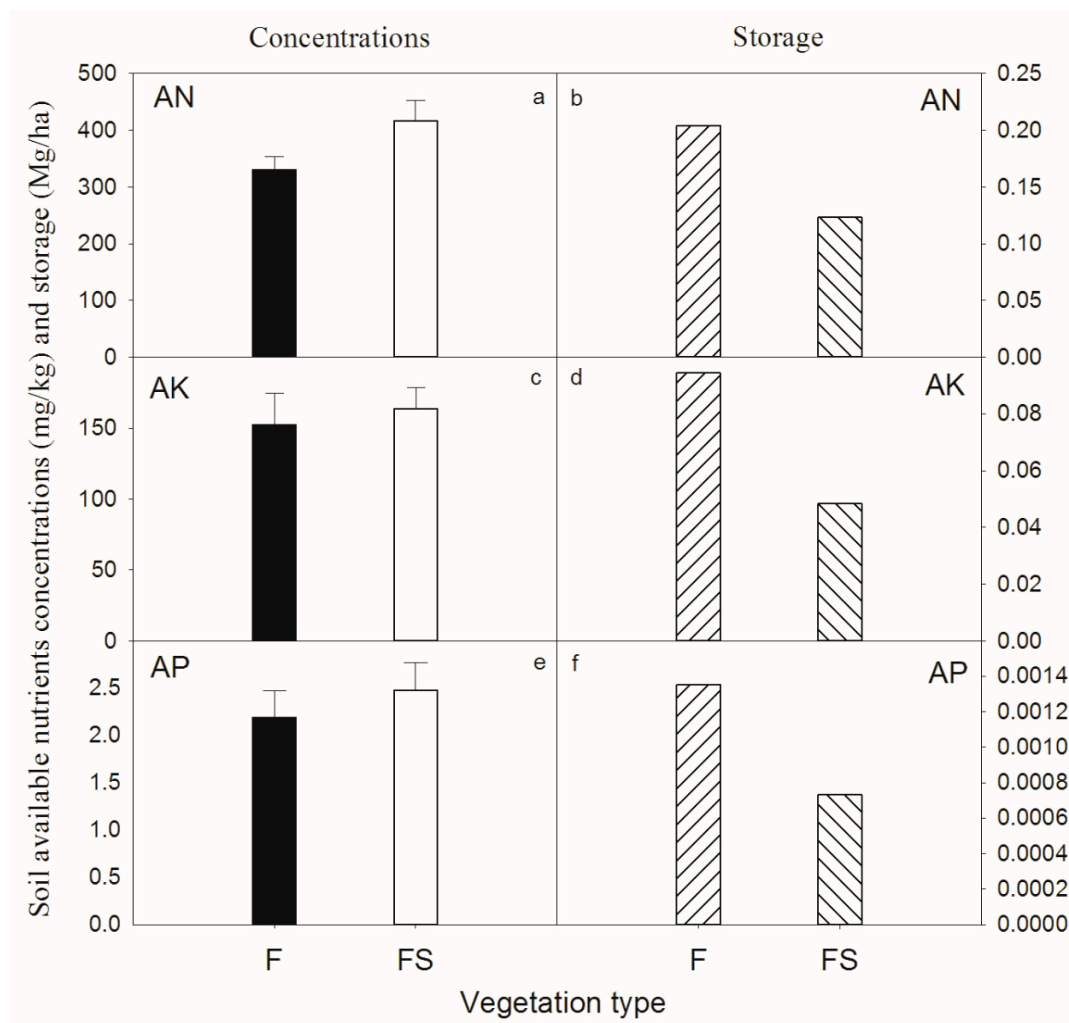 Concentrations Storage
Soil available nutrients concentrations (mg/kg) and storage (Mg/ha)
500 AN a b AN 0.25
400 0.20
300 0.15
200 0.10
100 0.05
0 0.00
AK c d AK
150 0.08
100 0.06
50 0.04
0.02
0 0.00
AP e f AP
2.5 0.0014
2.0 0.0012
1.5 0.0010
1.0 0.0008
0.5 0.0006
0.0 0.0004
0.0002
0.0000
F FS F FS
Vegetation type